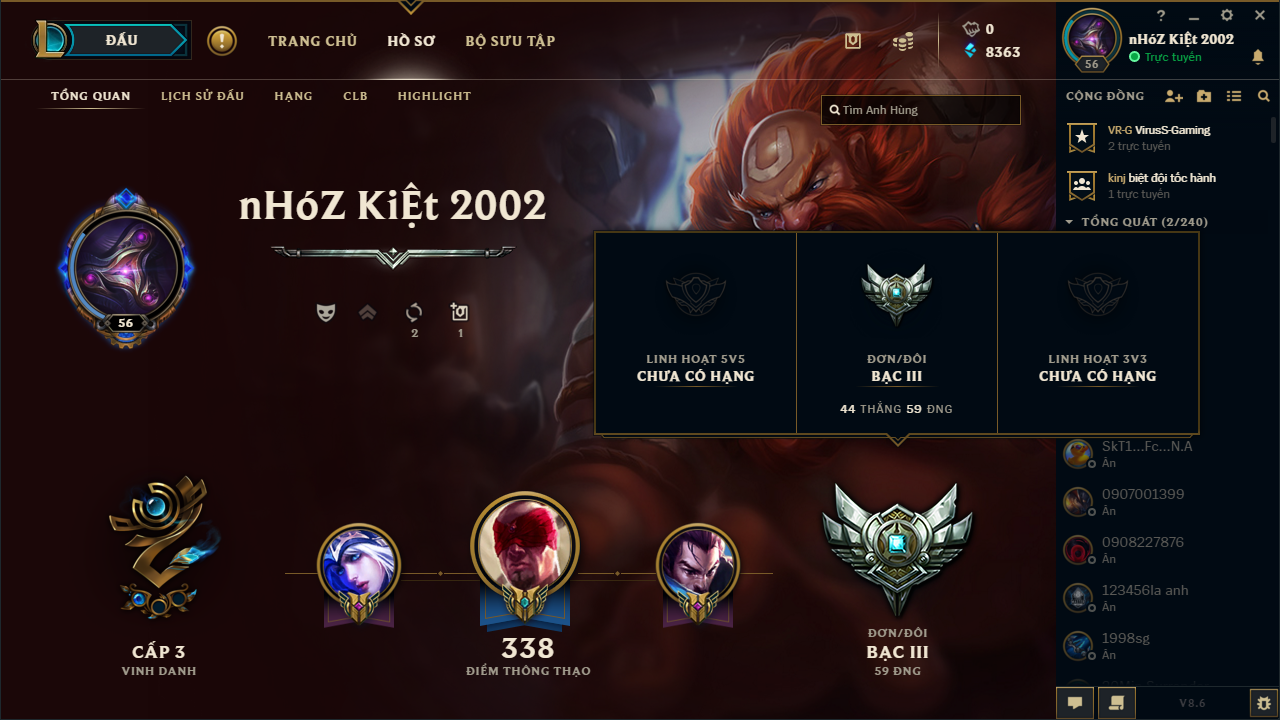 ĐẤU
TRANG CHỦ
HỒ SƠ
BỘ SƯU TẬP
0
8363
?
nHóZ KiỆt 2002
Trực tuyến
56
TỔNG QUAN
LỊCH SỬ ĐẤU
HẠNG
CLB
HIGHLIGHT
Tìm Anh Hùng
CỘNG ĐỒNG
VR-G VirusS-Gaming
2 trực tuyến
kinj biệt đội tốc hành
1 trực tuyến
TỔNG QUÁT (2/240)
nHóZ KiỆt 2002
56
2
1
LINH HOẠT 5V5
CHƯA CÓ HẠNG
ĐƠN/ĐÔI
BẠC III
44 THẮNG 59 ĐNG
LINH HOẠT 3V3
CHƯA CÓ HẠNG
SkT1...Fc...N.A
Ẩn
0907001399
Ẩn
0908227876
Ẩn
123456la anh
Ẩn
1998sg
Ẩn
CẤP 3
VINH DANH
338
ĐIỂM THÔNG THẠO
ĐƠN/ĐÔI
BẠC III
59 ĐNG
V8.6